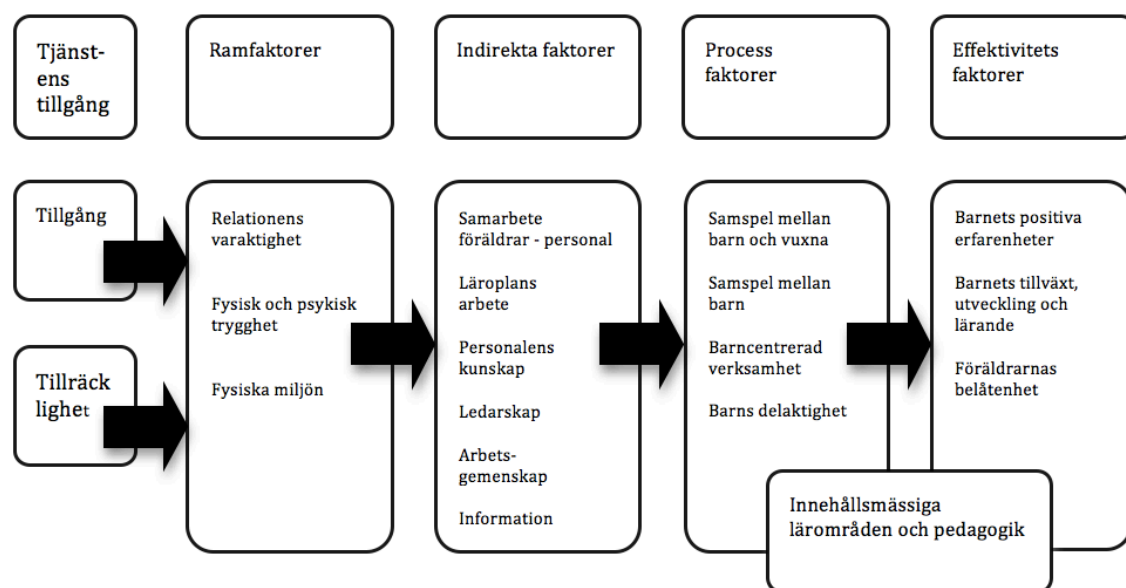 Tjänst-
ens
tillgång
Ramfaktorer
Indirekta faktorer
Process
faktorer
Effektivitets
faktorer
Tillgång
Tillräck
lighet
Relationens
varaktighet
Fysisk och psykisk
trygghet
Fysiska miljön
Samarbete
föräldrar - personal
Läroplans
arbete
Personalens
kunskap
Ledarskap
Arbets-
gemenskap
Information
Samspel mellan
barn och vuxna
Samspel mellan
barn
Barncentrerad
verksamhet
Barns delaktighet
Barnets positiva
erfarenheter
Barnets tillväxt,
utveckling och
lärande
Föräldrarnas
belåtenhet
Innehållsmässiga
lärområden och pedagogik